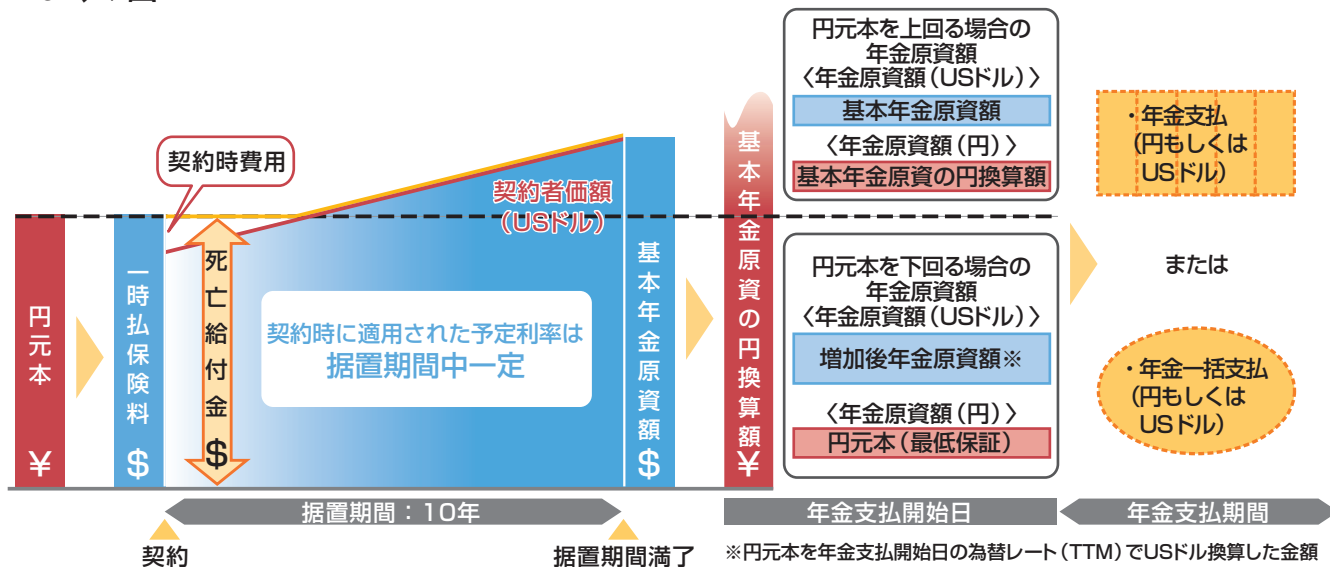 契約時費用
円元本
¥
一時払保険料
$
死亡給付金
$
契約者価額
(USドル)
契約時に適用された予定利率は
据置期間中一定
基本年金原資額
$
基本年金原資の円換算額
¥
円元本を上回る場合の
年金原資額
〈年金原資額(USドル)〉
基本年金原資額
〈年金原資額(円)〉
基本年金原資の円換算額
円元本を下回る場合の
年金原資額
〈年金原資額(USドル)〉
増加後年金原資額※
〈年金原資額(円)〉
円元本(最低保証)
・年金支払
(円もしくは
USドル)
または
・年金一括支払
(円もしくは
USドル)
据置期間:10年
年金支払開始日
年金支払期間
契約
据置期間満了
※円元本を年金支払開始日の為替レート(TTM)でUSドル換算した金額